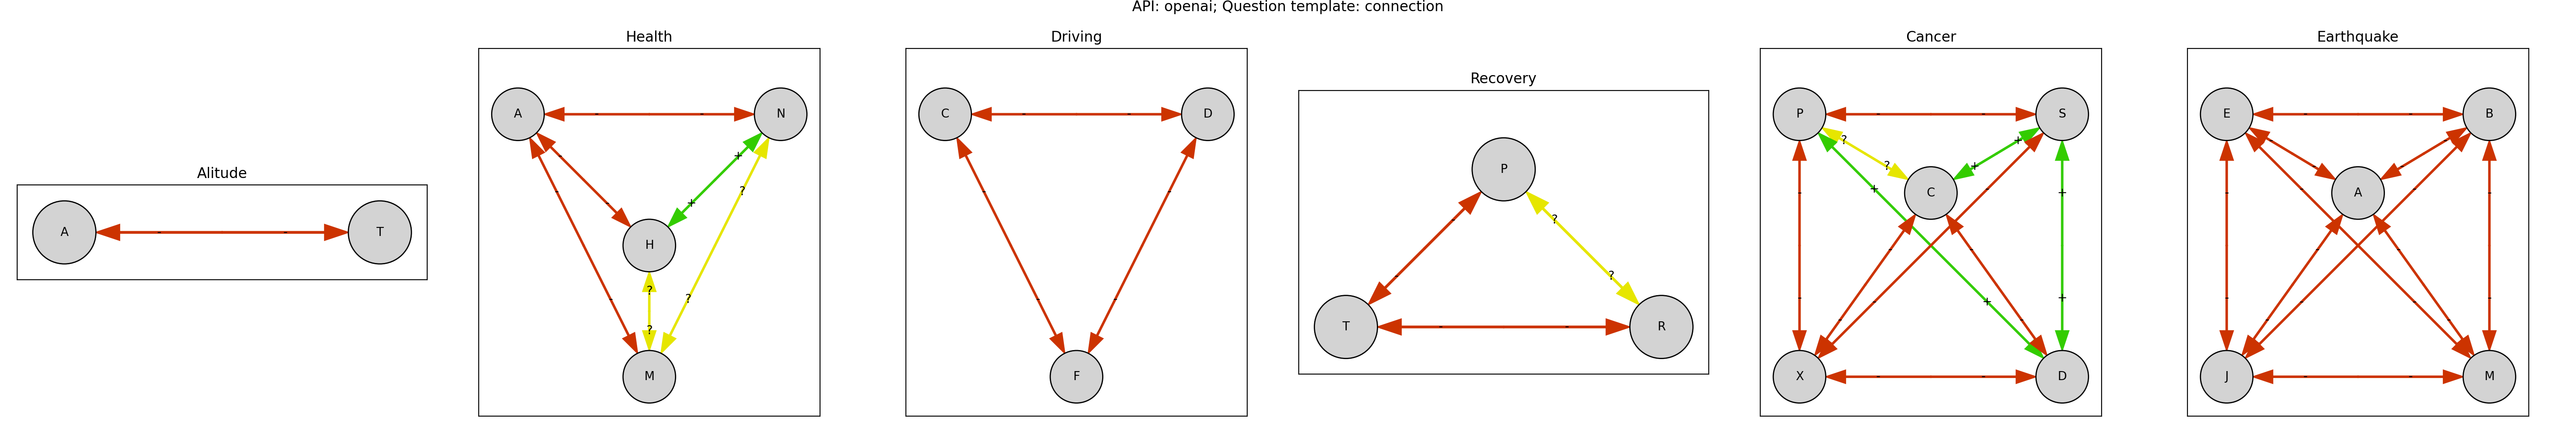 API: openai; Question template: connection
Alitude
A - - T
Health
A - - N
- +
- - ? +
- H
?
- ? ?
?
M
Driving
C - - D
- -
- -
F
Recovery
P
?
- ?
T - - R
Cancer
P - - S
? +
? +
- + C - +
- - + +
X - - D
Earthquake
E - - B
- -
- A -
- - - -
J - - M